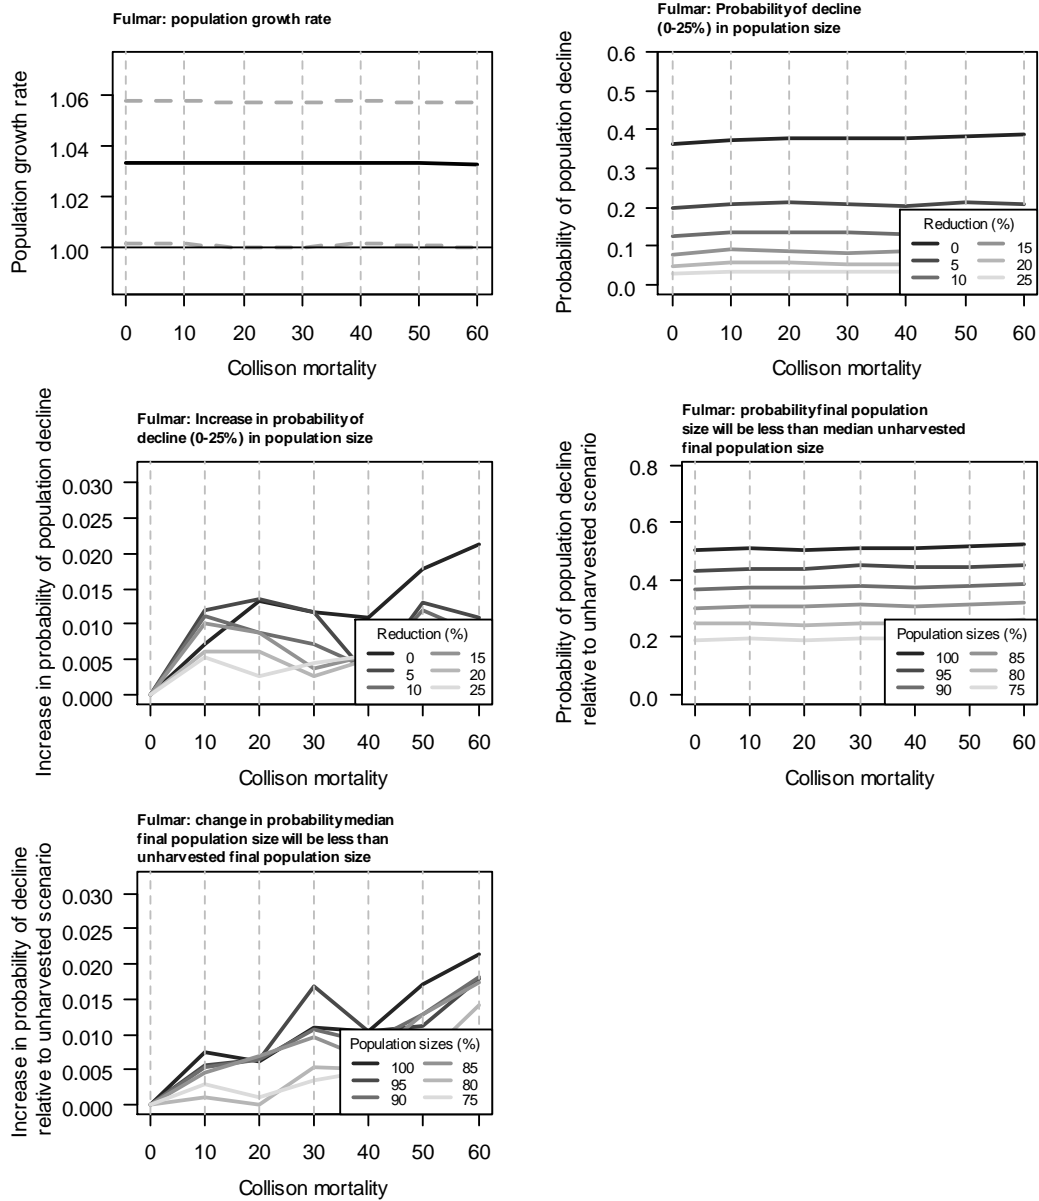 Fulmar: population growth rate
Population growth rate
1.06
1.04
1.02
1.00
0 10 20 30 40 50 60
Collison mortality
Fulmar: Probability of decline
(0-25%) in population size
Probability of population decline
0.6
0.5
0.4
0.3
0.2
0.1
0.0
Reduction (%)
0 15
5 20
10 25
0 10 20 30 40 50 60
Collison mortality
Fulmar: Increase in probability of
decline (0-25%) in population size
Increase in probability of population decline
0.030
0.025
0.020
0.015
0.010
0.005
0.000
Reduction (%)
0 15
5 20
10 25
0 10 20 30 40 50 60
Collison mortality
Fulmar: probability final population
size will be less than median unharvested
final population size
Probability of population decline
relative to unharvested scenario
0.8
0.6
0.4
0.2
0.0
Population sizes (%)
100 85
95 80
90 75
0 10 20 30 40 50 60
Collison mortality
Fulmar: change in probability median
final population size will be less than
unharvested final population size
Increase in probability of decline
relative to unharvested scenario
0.030
0.025
0.020
0.015
0.010
0.005
0.000
Population sizes (%)
100 85
95 80
90 75
0 10 20 30 40 50 60
Collison mortality